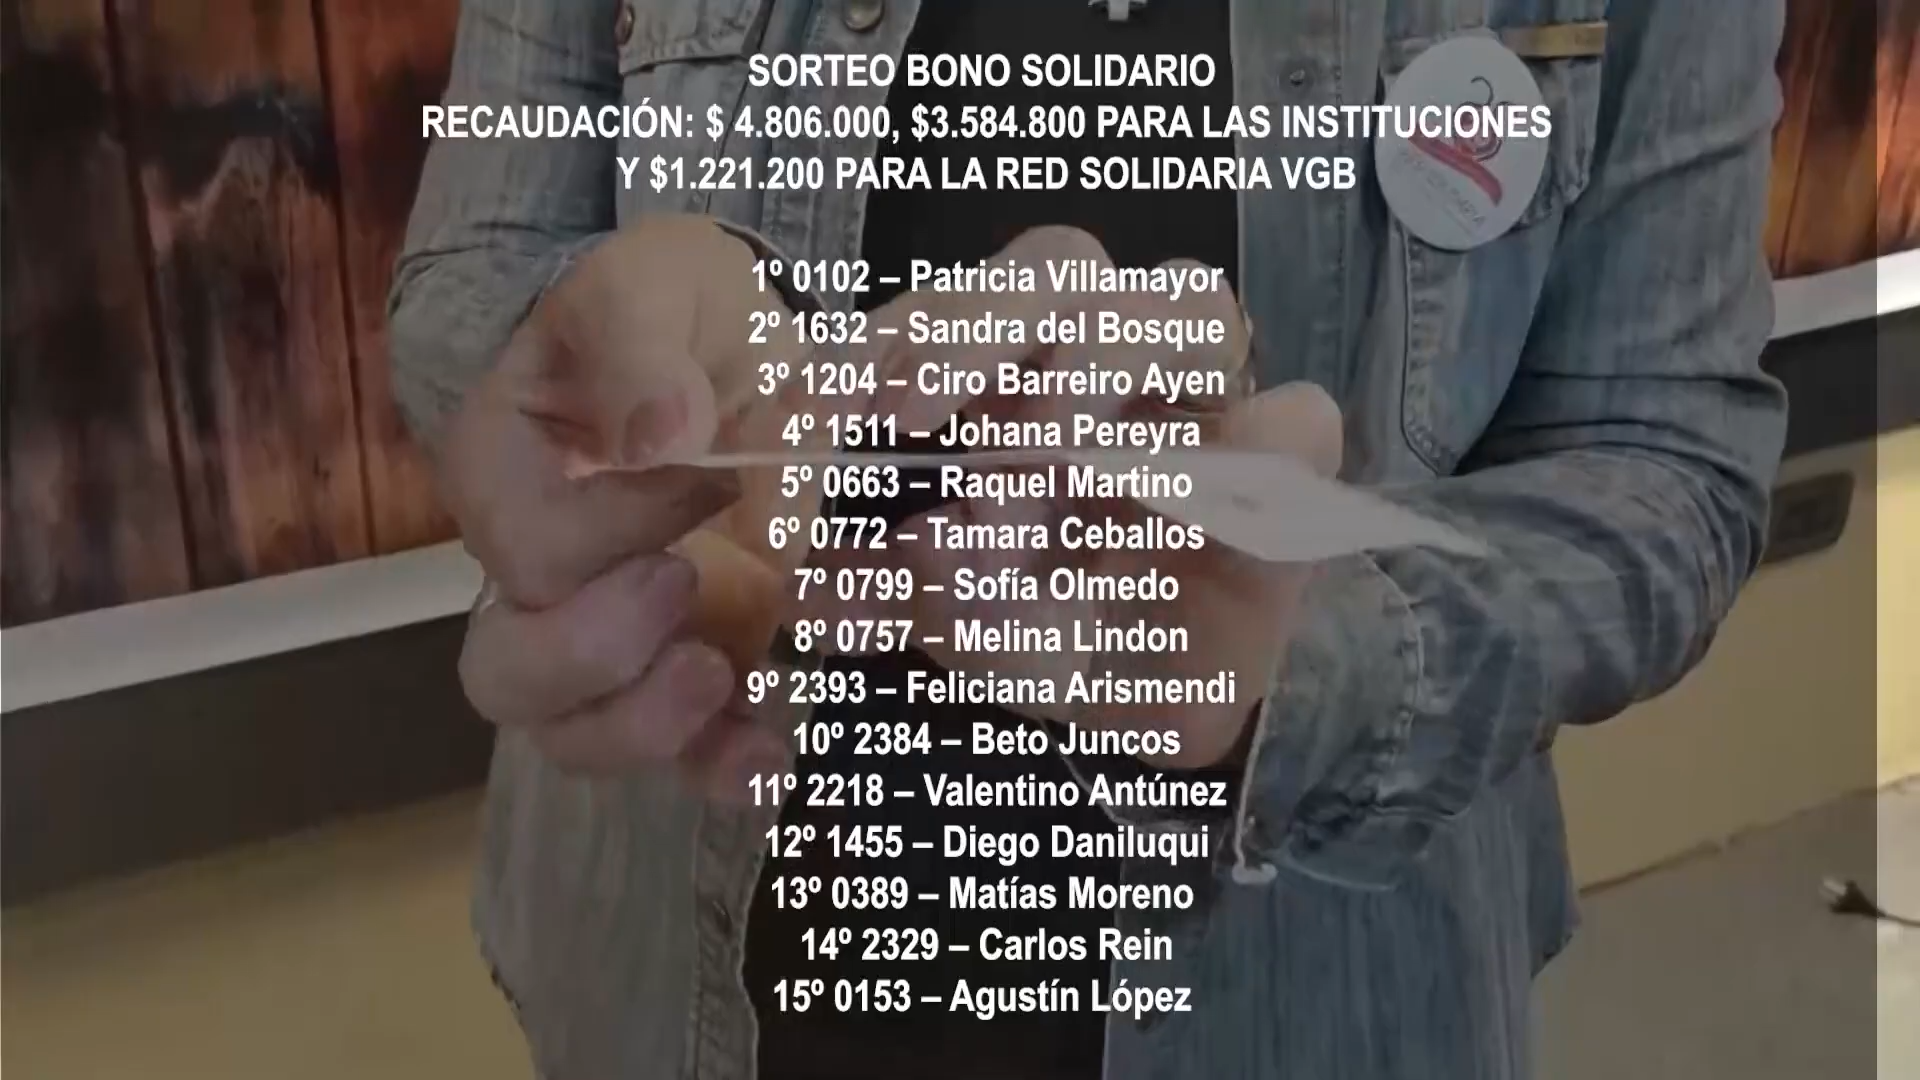 SORTEO BONO SOLIDARIO
RECAUDACIÓN: $ 4.806.000, $3.584.800 PARA LAS INSTITUCIONES
Y $1.221.200 PARA LA RED SOLIDARIA VGB
1º 0102 – Patricia Villamayor
2º 1632 – Sandra del Bosque
3º 1204 – Ciro Barreiro Ayen
4º 1511 – Johana Pereyra
5º 0663 – Raquel Martino
6º 0772 – Tamara Ceballos
7º 0799 – Sofía Olmedo
8º 0757 – Melina Lindon
9º 2393 – Feliciana Arismendi
10º 2384 – Beto Juncos
11º 2218 – Valentino Antúnez
12º 1455 – Diego Daniluqui
13º 0389 – Matías Moreno
14º 2329 – Carlos Rein
15º 0153 – Agustín López